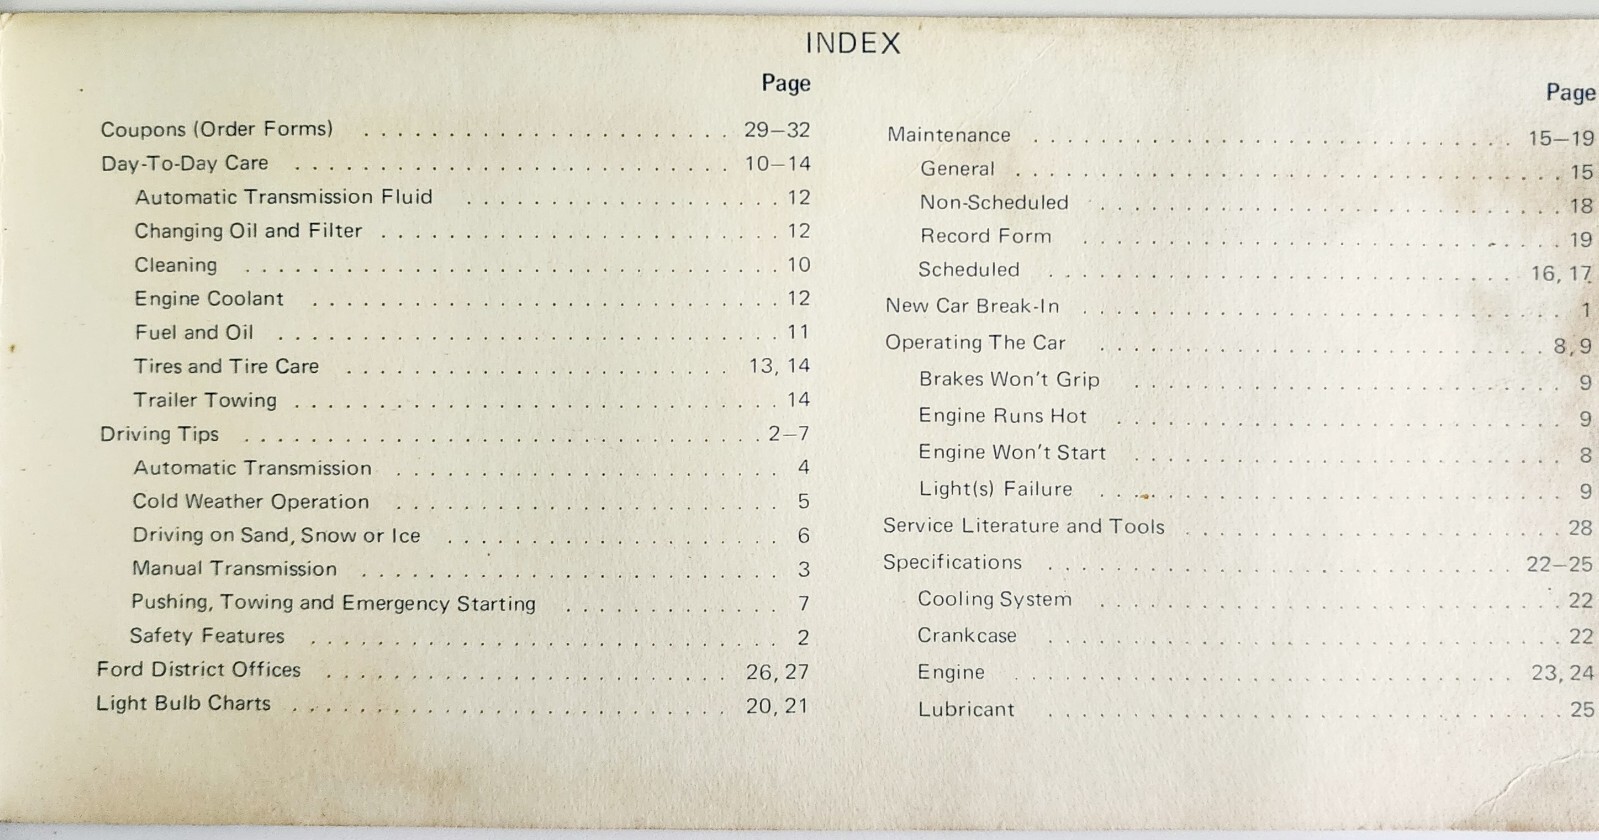 INDEX
Page
Coupons (Order Forms) . . . . . . . . . . . . . . . . . . . . . . 29–32
Day-To-Day Care . . . . . . . . . . . . . . . . . . . . . . 10–14
Automatic Transmission Fluid . . . . . . . . . . . . . . . . 12
Changing Oil and Filter . . . . . . . . . . . . . . . . . . . . 12
Cleaning . . . . . . . . . . . . . . . . . . . . . . . . . . . 10
Engine Coolant . . . . . . . . . . . . . . . . . . . . . . . 12
Fuel and Oil . . . . . . . . . . . . . . . . . . . . . . . . . 11
Tires and Tire Care . . . . . . . . . . . . . . . . . . . . 13, 14
Trailer Towing . . . . . . . . . . . . . . . . . . . . . . . . 14
Driving Tips . . . . . . . . . . . . . . . . . . . . . . . . . 2–7
Automatic Transmission . . . . . . . . . . . . . . . . . . . 4
Cold Weather Operation . . . . . . . . . . . . . . . . . . . 5
Driving on Sand, Snow or Ice . . . . . . . . . . . . . . . . . 6
Manual Transmission . . . . . . . . . . . . . . . . . . . . . 3
Pushing, Towing and Emergency Starting . . . . . . . . . . . 7
Safety Features . . . . . . . . . . . . . . . . . . . . . . . 2
Ford District Offices . . . . . . . . . . . . . . . . . . . . 26, 27
Light Bulb Charts . . . . . . . . . . . . . . . . . . . . . . 20, 21
Page
Maintenance . . . . . . . . . . . . . . . . . . . . . . . . 15–19
General . . . . . . . . . . . . . . . . . . . . . . . . . . . 15
Non-Scheduled . . . . . . . . . . . . . . . . . . . . . . . 18
Record Form . . . . . . . . . . . . . . . . . . . . . . . . 19
Scheduled . . . . . . . . . . . . . . . . . . . . . . . . 16, 17
New Car Break-In . . . . . . . . . . . . . . . . . . . . . . . 1
Operating The Car . . . . . . . . . . . . . . . . . . . . . . 8, 9
Brakes Won't Grip . . . . . . . . . . . . . . . . . . . . . . 9
Engine Runs Hot . . . . . . . . . . . . . . . . . . . . . . . 9
Engine Won't Start . . . . . . . . . . . . . . . . . . . . . . 8
Light(s) Failure . . . . . . . . . . . . . . . . . . . . . . . 9
Service Literature and Tools . . . . . . . . . . . . . . . . . 28
Specifications . . . . . . . . . . . . . . . . . . . . . . . 22–25
Cooling System . . . . . . . . . . . . . . . . . . . . . . . 22
Crankcase . . . . . . . . . . . . . . . . . . . . . . . . . 22
Engine . . . . . . . . . . . . . . . . . . . . . . . . . 23, 24
Lubricant . . . . . . . . . . . . . . . . . . . . . . . . . 25